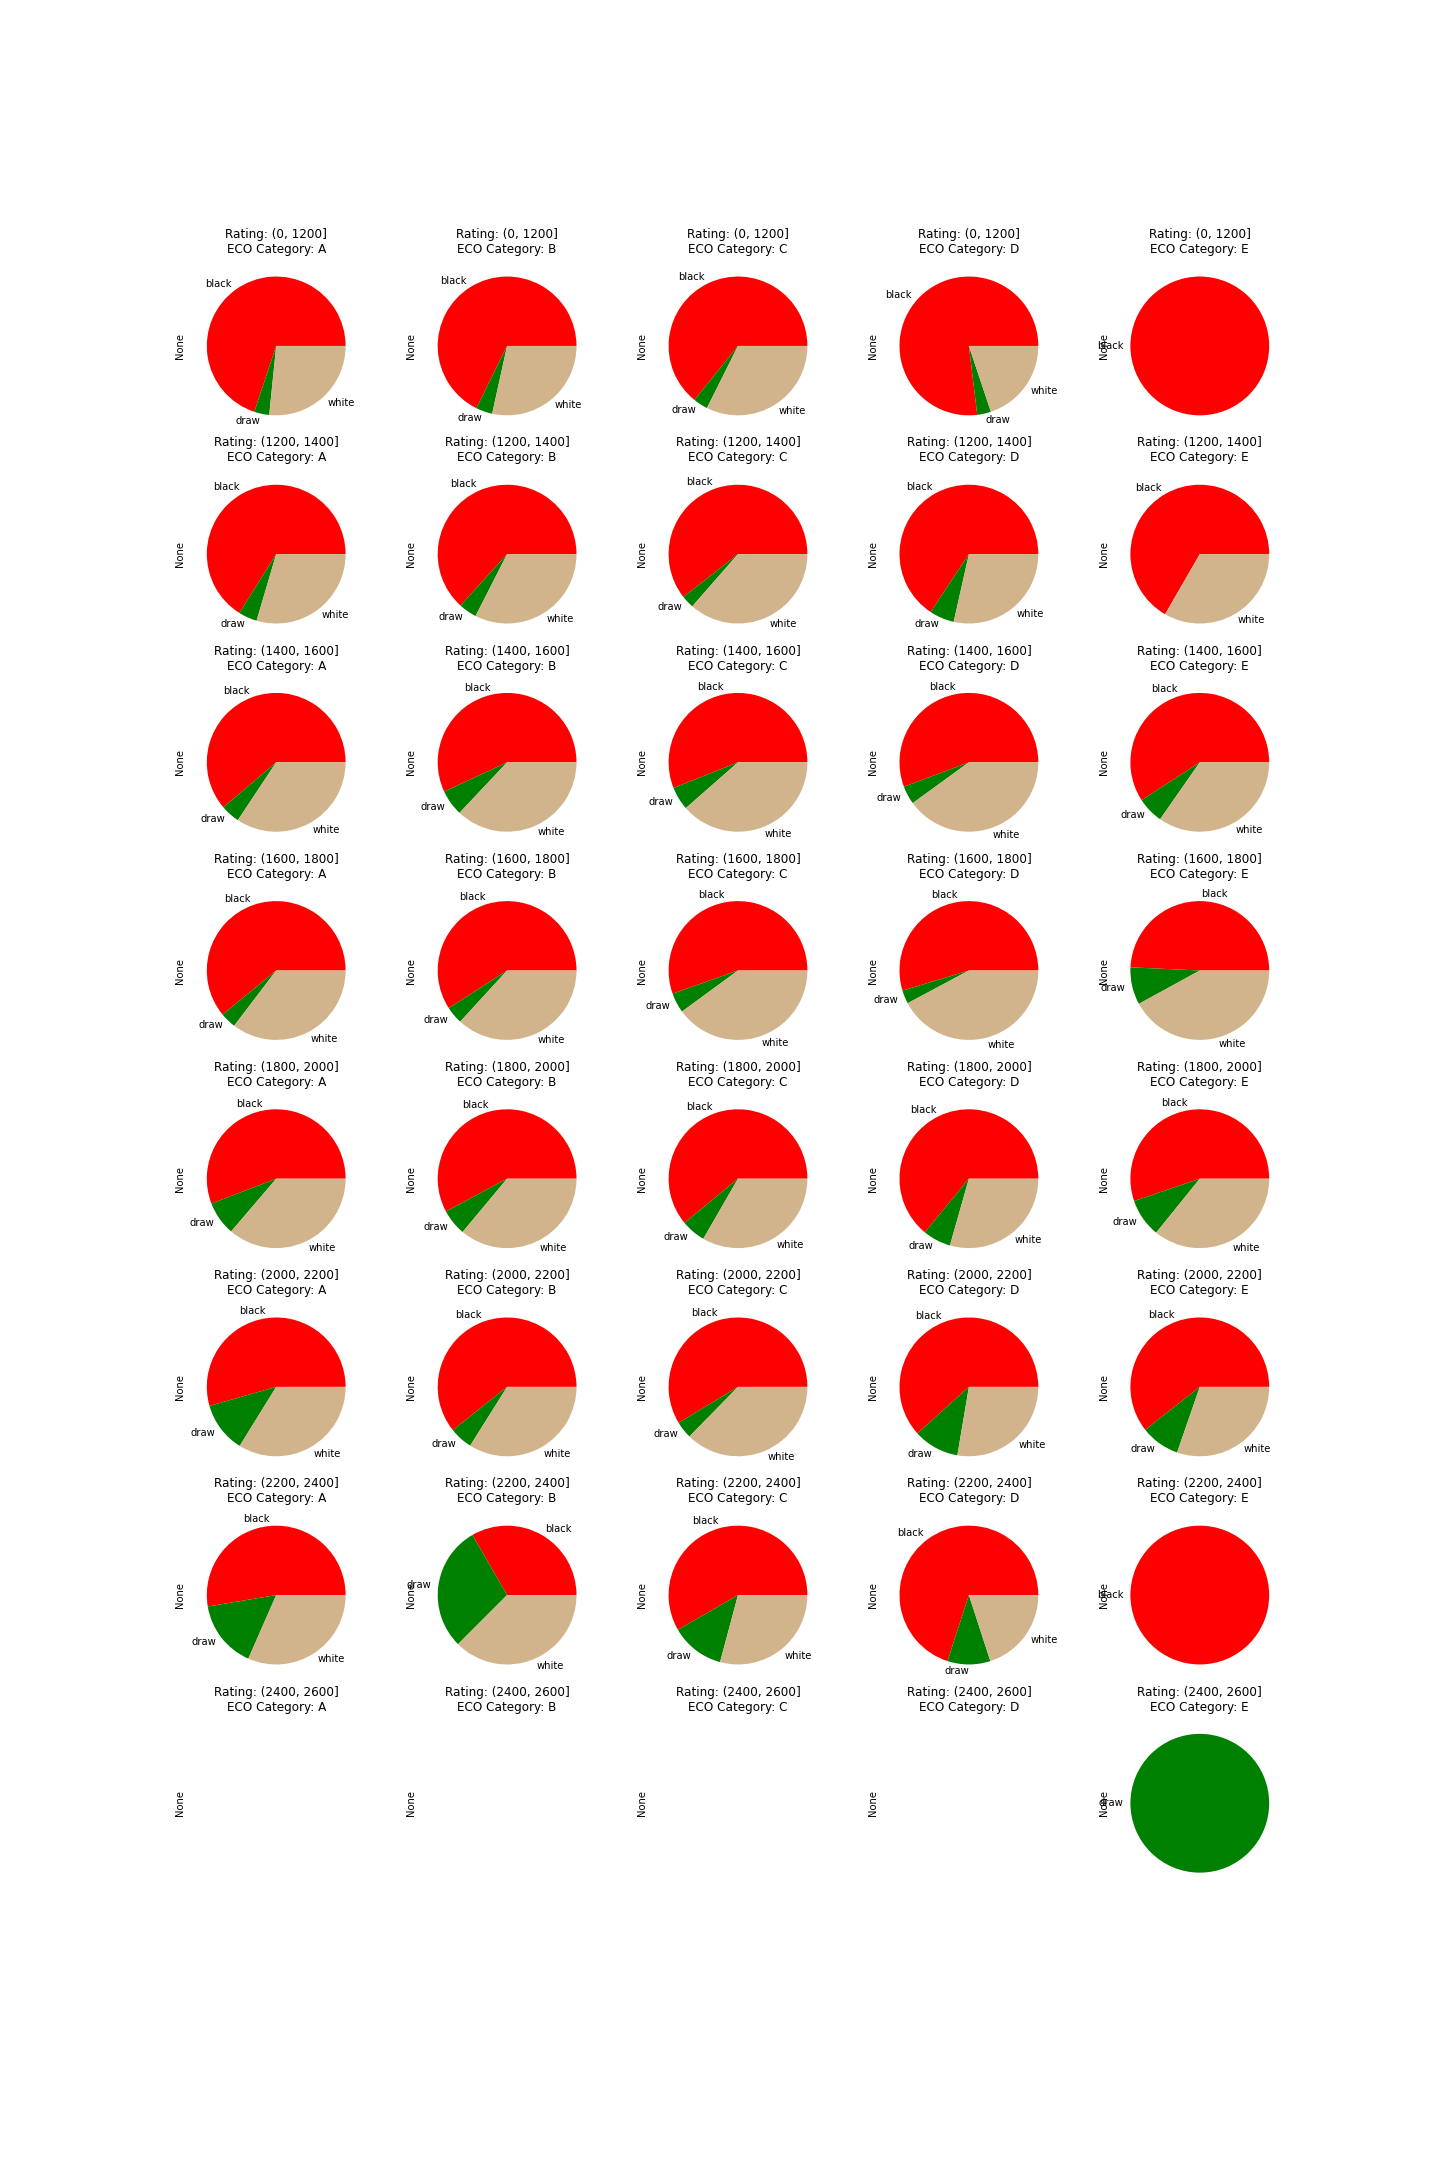 Rating: (0, 1200]
ECO Category: A
Rating: (0, 1200]
ECO Category: B
Rating: (0, 1200]
ECO Category: C
Rating: (0, 1200]
ECO Category: D
Rating: (0, 1200]
ECO Category: E
None
black
draw
white
None
black
draw
white
None
black
draw
white
None
black
draw
white
None
black
Rating: (1200, 1400]
ECO Category: A
Rating: (1200, 1400]
ECO Category: B
Rating: (1200, 1400]
ECO Category: C
Rating: (1200, 1400]
ECO Category: D
Rating: (1200, 1400]
ECO Category: E
None
black
draw
white
None
black
draw
white
None
black
draw
white
None
black
draw
white
None
black
white
Rating: (1400, 1600]
ECO Category: A
Rating: (1400, 1600]
ECO Category: B
Rating: (1400, 1600]
ECO Category: C
Rating: (1400, 1600]
ECO Category: D
Rating: (1400, 1600]
ECO Category: E
None
black
draw
white
None
black
draw
white
None
black
draw
white
None
black
draw
white
None
black
draw
white
Rating: (1600, 1800]
ECO Category: A
Rating: (1600, 1800]
ECO Category: B
Rating: (1600, 1800]
ECO Category: C
Rating: (1600, 1800]
ECO Category: D
Rating: (1600, 1800]
ECO Category: E
None
black
draw
white
None
black
draw
white
None
black
draw
white
None
black
draw
white
None
black
draw
white
Rating: (1800, 2000]
ECO Category: A
Rating: (1800, 2000]
ECO Category: B
Rating: (1800, 2000]
ECO Category: C
Rating: (1800, 2000]
ECO Category: D
Rating: (1800, 2000]
ECO Category: E
None
black
draw
white
None
black
draw
white
None
black
draw
white
None
black
draw
white
None
black
draw
white
Rating: (2000, 2200]
ECO Category: A
Rating: (2000, 2200]
ECO Category: B
Rating: (2000, 2200]
ECO Category: C
Rating: (2000, 2200]
ECO Category: D
Rating: (2000, 2200]
ECO Category: E
None
black
draw
white
None
black
draw
white
None
black
draw
white
None
black
draw
white
None
black
draw
white
Rating: (2200, 2400]
ECO Category: A
Rating: (2200, 2400]
ECO Category: B
Rating: (2200, 2400]
ECO Category: C
Rating: (2200, 2400]
ECO Category: D
Rating: (2200, 2400]
ECO Category: E
None
black
draw
white
None
black
draw
white
None
black
draw
white
None
black
draw
white
None
black
Rating: (2400, 2600]
ECO Category: A
Rating: (2400, 2600]
ECO Category: B
Rating: (2400, 2600]
ECO Category: C
Rating: (2400, 2600]
ECO Category: D
Rating: (2400, 2600]
ECO Category: E
None
None
None
None
None
draw